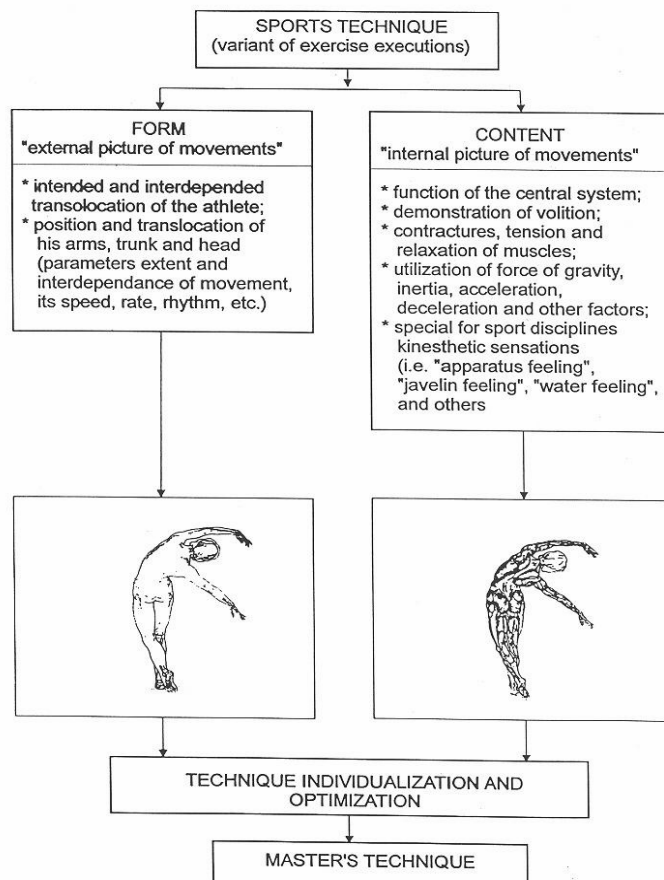 SPORTS TECHNIQUE
(variant of exercise executions)
FORM
"external picture of movements"
* intended and interdepended
transolocation of the athlete;
* position and translocation of
his arms, trunk and head
(parameters extent and
interdependance of movement,
its speed, rate, rhythm, etc.)
CONTENT
"internal picture of movements"
* function of the central system;
* demonstration of volition;
* contractures, tension and
relaxation of muscles;
* utilization of force of gravity,
inertia, acceleration,
deceleration and other factors;
* special for sport disciplines
kinesthetic sensations
(i.e. "apparatus feeling",
"javelin feeling", "water feeling",
and others
TECHNIQUE INDIVIDUALIZATION AND
OPTIMIZATION
MASTER'S TECHNIQUE